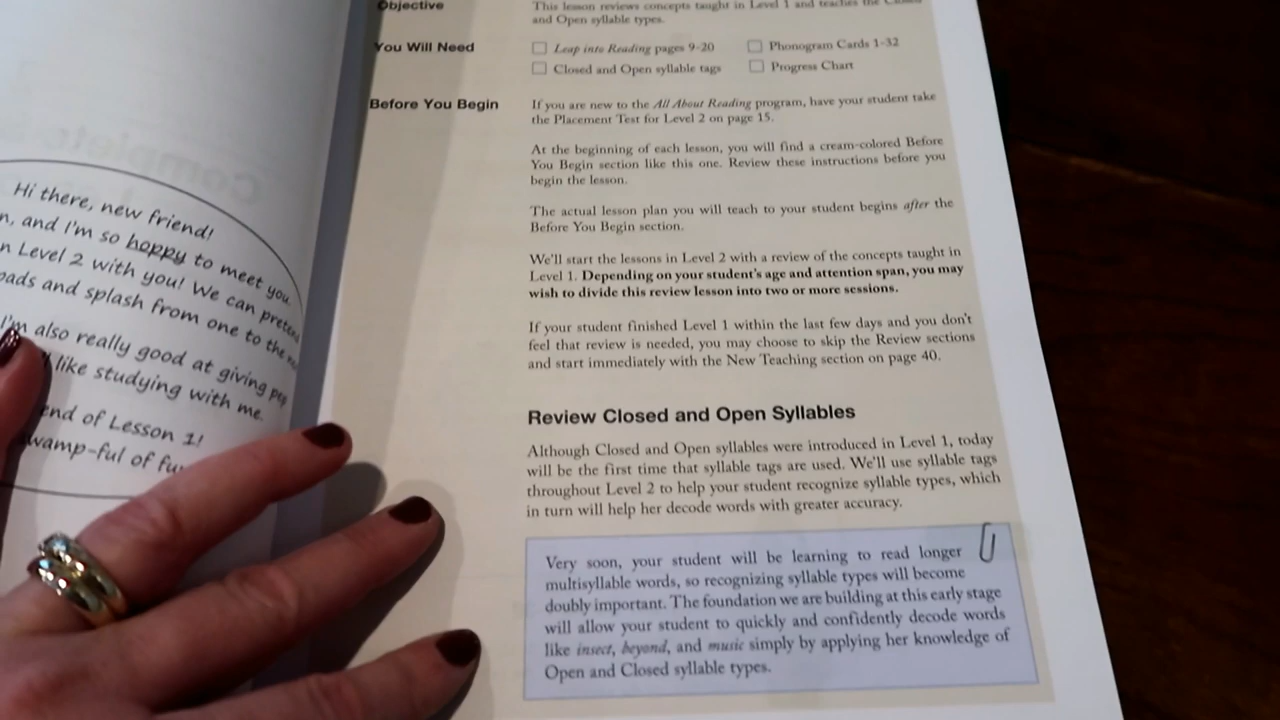 Hi there, new friend!
and I'm so hoppy to meet you.
Level 2 with you! We can pretend
pads and splash from one to the
I'm also really good at giving pep
like studying with me.
end of Lesson 1!
swamp-ful of fun
Objective
This lesson reviews concepts taught in Level 1 and teaches the Closed
and Open syllable types.
You Will Need
Leap into Reading pages 9-20
Phonogram Cards 1-32
Closed and Open syllable tags
Progress Chart
Before You Begin
If you are new to the All About Reading program, have your student take
the Placement Test for Level 2 on page 15.
At the beginning of each lesson, you will find a cream-colored Before
You Begin section like this one. Review these instructions before you
begin the lesson.
The actual lesson plan you will teach to your student begins after the
Before You Begin section.
We'll start the lessons in Level 2 with a review of the concepts taught in
Level 1. Depending on your student's age and attention span, you may
wish to divide this review lesson into two or more sessions.
If your student finished Level 1 within the last few days and you don't
feel that review is needed, you may choose to skip the Review sections
and start immediately with the New Teaching section on page 40.
Review Closed and Open Syllables
Although Closed and Open syllables were introduced in Level 1, today
will be the first time that syllable tags are used. We'll use syllable tags
throughout Level 2 to help your student recognize syllable types, which
in turn will help her decode words with greater accuracy.
Very soon, your student will be learning to read longer
multisyllable words, so recognizing syllable types will become
doubly important. The foundation we are building at this early stage
will allow your student to quickly and confidently decode words
like insect, beyond, and music simply by applying her knowledge of
Open and Closed syllable types.